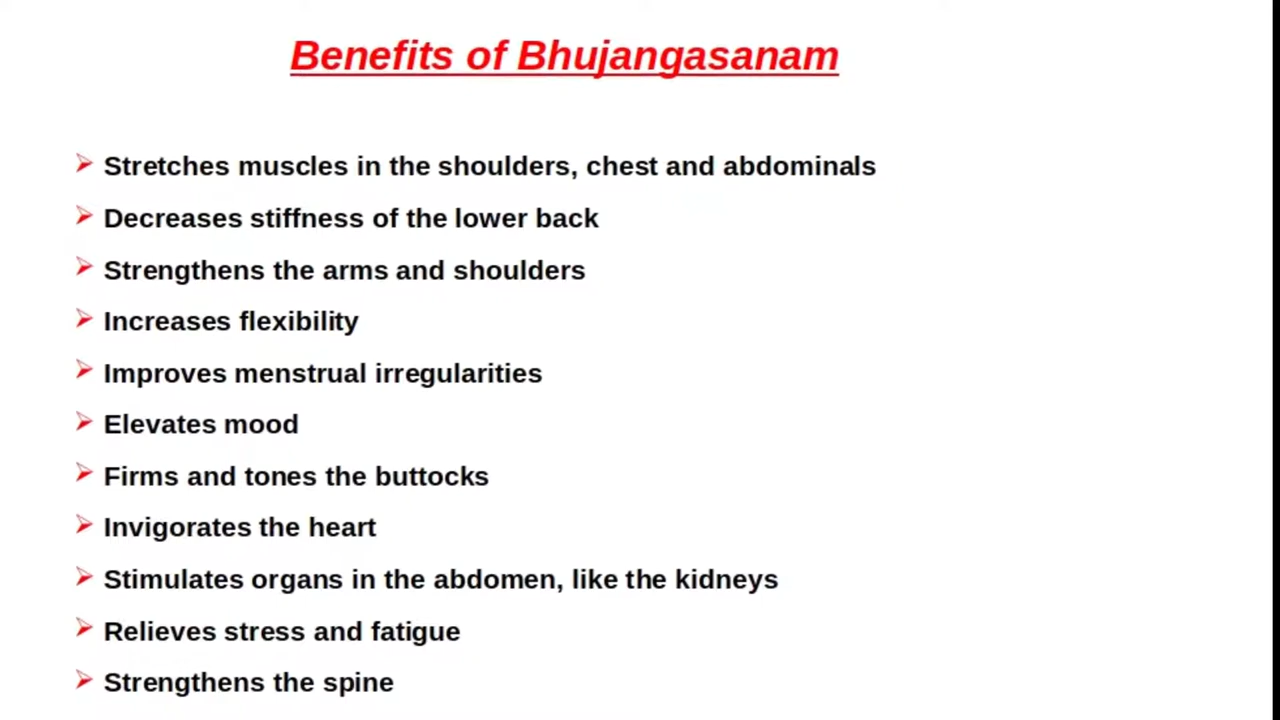 Benefits of Bhujangasanam
Stretches muscles in the shoulders, chest and abdominals
Decreases stiffness of the lower back
Strengthens the arms and shoulders
Increases flexibility
Improves menstrual irregularities
Elevates mood
Firms and tones the buttocks
Invigorates the heart
Stimulates organs in the abdomen, like the kidneys
Relieves stress and fatigue
Strengthens the spine